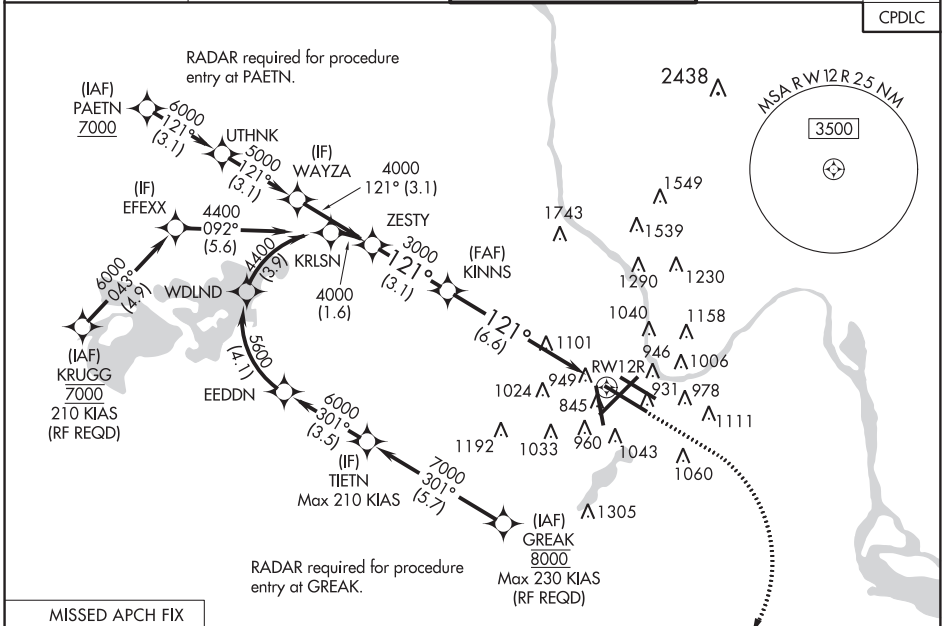 CPDLC
RADAR required for procedure
entry at PAETN.
(IAF)
PAETN
7000
6000
121°
(3.1)
UTHNK
5000
121°
(3.1)
(IF)
WAYZA
4000
121° (3.1)
(IF)
EFEXX
4400
092°
(5.6)
KRLSN
4000
(1.6)
ZESTY
3000
121°
(3.1)
(FAF)
KINNS
121°
(6.6)
6000
043°
(4.9)
(IAF)
KRUGG
7000
210 KIAS
(RF REQD)
WDLND
4400
(3.9)
5600
(4.1)
EEDDN
6000
301°
(3.5)
(IF)
TIETN
Max 210 KIAS
7000
301°
(5.7)
(IAF)
GREAK
8000
Max 230 KIAS
(RF REQD)
RADAR required for procedure
entry at GREAK.
2438
MSA RW12R 25 NM
3500
1549
1743
1539
1290
1230
1040
1158
1101
946
1006
RW12R
949
1024
845
931
978
1111
1192
1033
960
1043
1060
1305
MISSED APCH FIX